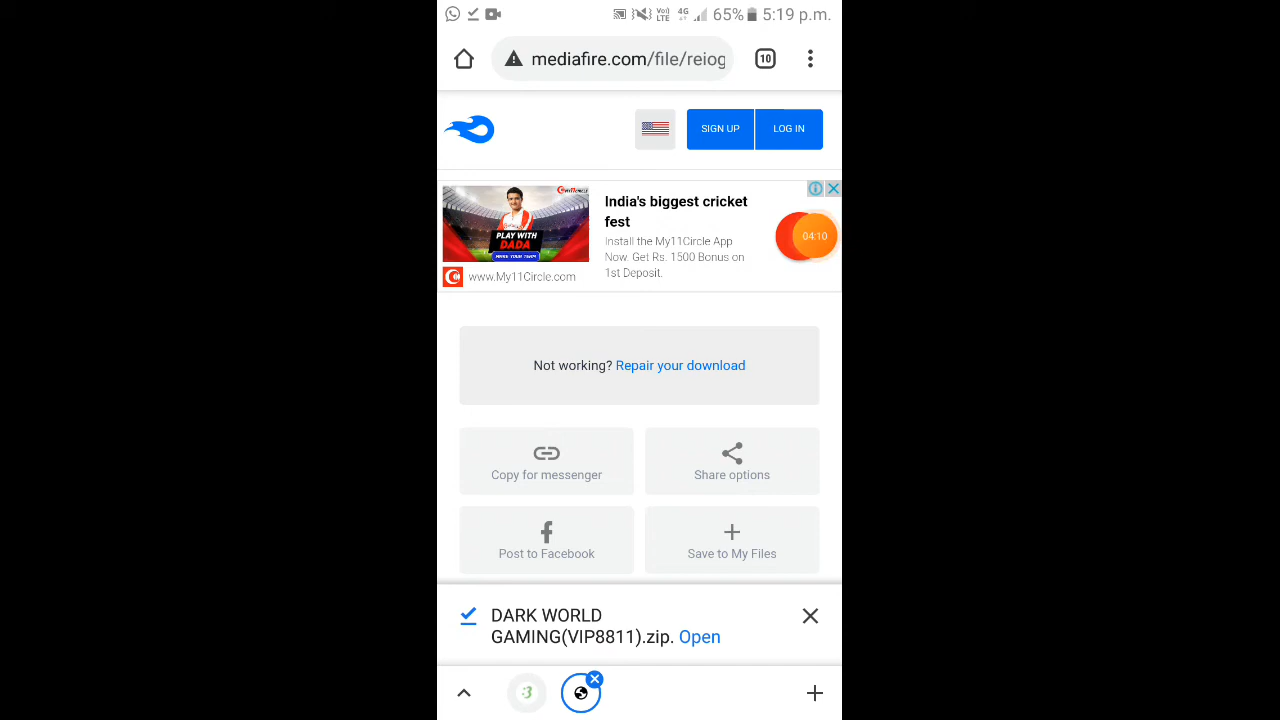 65% 5:19 p.m.
mediafire.com/file/reiog
10
SIGN UP
LOG IN
PLAY WITH
DADA
MAKE YOUR TEAM
www.My11Circle.com
India's biggest cricket
fest
Install the My11Circle App
Now. Get Rs. 1500 Bonus on
1st Deposit.
04:10
Not working? Repair your download
Copy for messenger
Share options
Post to Facebook
Save to My Files
DARK WORLD
GAMING(VIP8811).zip. Open